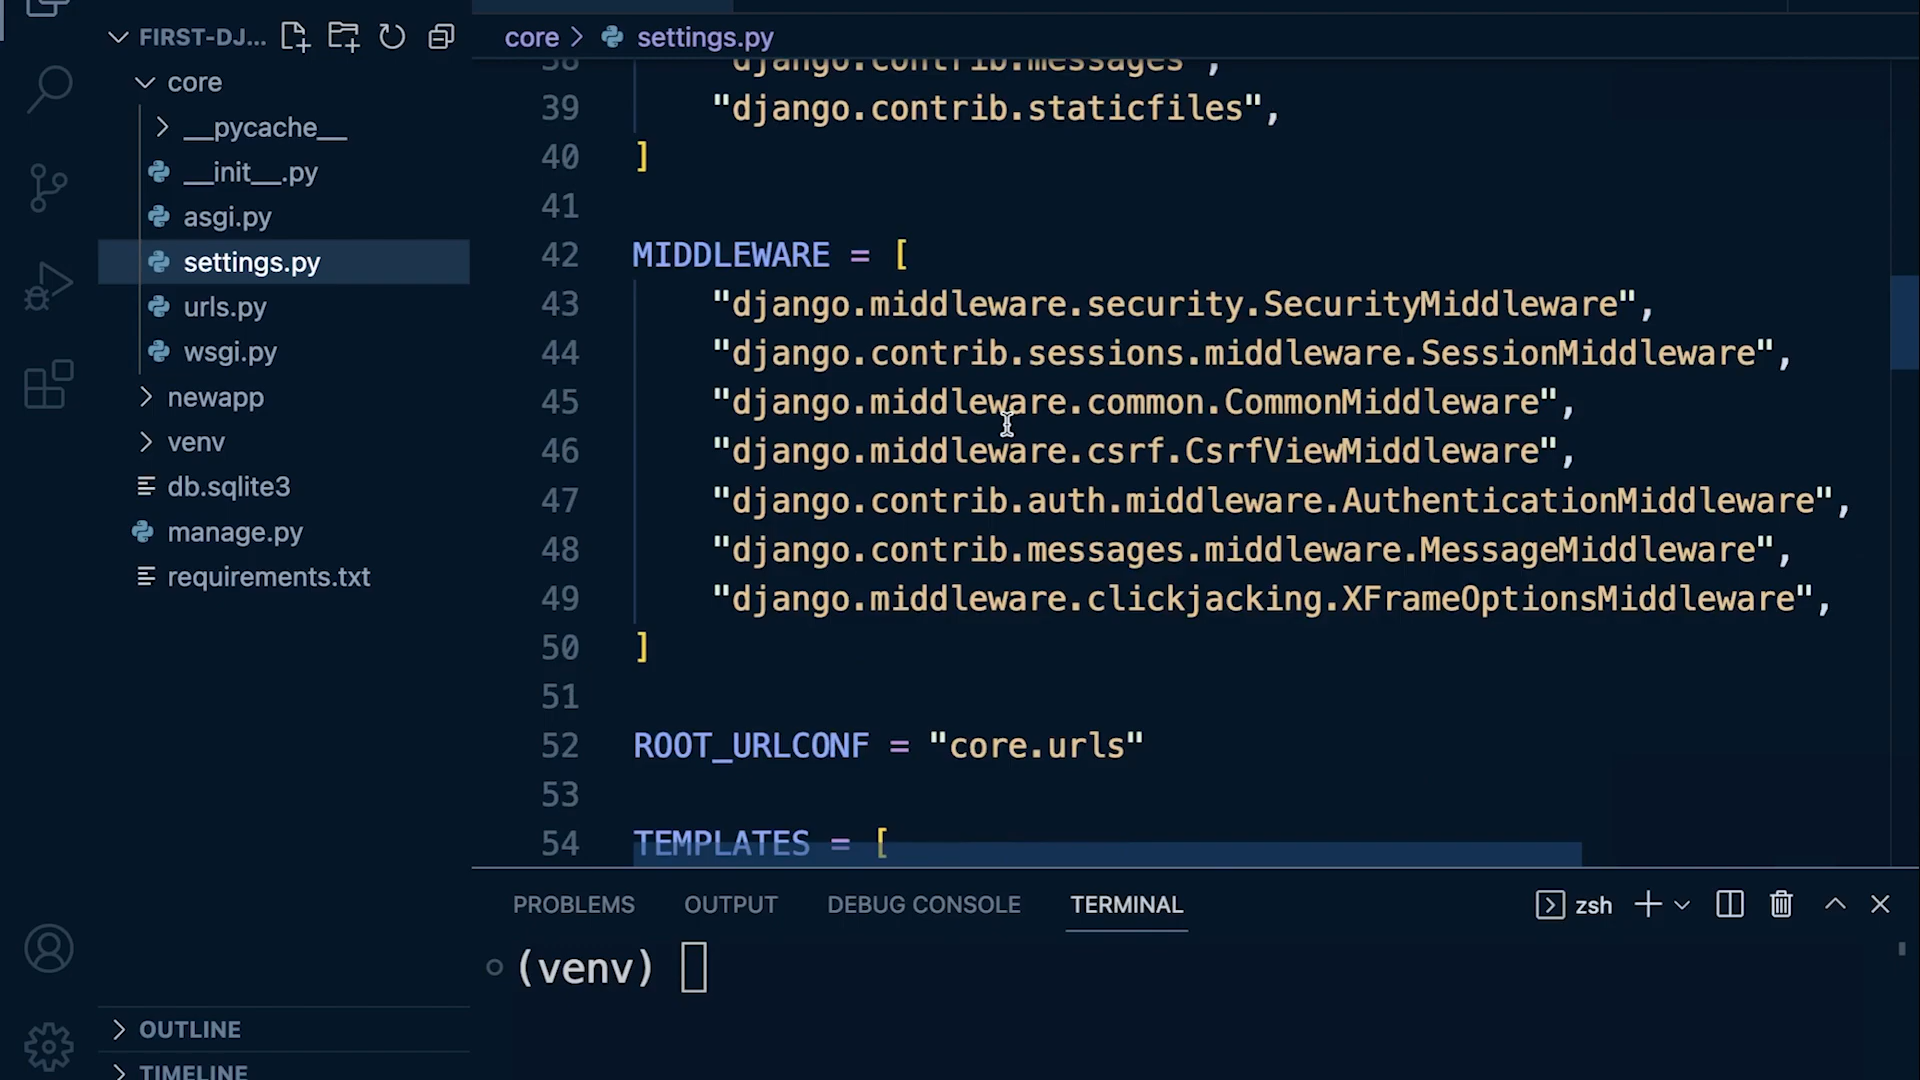 FIRST-DJ...
core
__pycache__
__init__.py
asgi.py
settings.py
urls.py
wsgi.py
newapp
venv
db.sqlite3
manage.py
requirements.txt
OUTLINE
TIMELINE
core > settings.py
38 "django.contrib.messages",
39 "django.contrib.staticfiles",
40 ]
41
42 MIDDLEWARE = [
43 "django.middleware.security.SecurityMiddleware",
44 "django.contrib.sessions.middleware.SessionMiddleware",
45 "django.middleware.common.CommonMiddleware",
46 "django.middleware.csrf.CsrfViewMiddleware",
47 "django.contrib.auth.middleware.AuthenticationMiddleware",
48 "django.contrib.messages.middleware.MessageMiddleware",
49 "django.middleware.clickjacking.XFrameOptionsMiddleware",
50 ]
51
52 ROOT_URLCONF = "core.urls"
53
54 TEMPLATES = [
PROBLEMS OUTPUT DEBUG CONSOLE TERMINAL zsh
(venv)